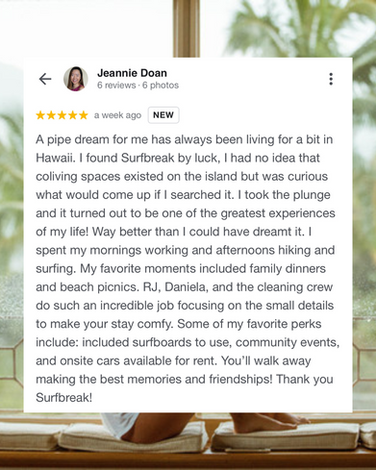 Jeannie Doan
6 reviews · 6 photos
★★★★★ a week ago NEW
A pipe dream for me has always been living for a bit in
Hawaii. I found Surfbreak by luck, I had no idea that
coliving spaces existed on the island but was curious
what would come up if I searched it. I took the plunge
and it turned out to be one of the greatest experiences
of my life! Way better than I could have dreamt it. I
spent my mornings working and afternoons hiking and
surfing. My favorite moments included family dinners
and beach picnics. RJ, Daniela, and the cleaning crew
do such an incredible job focusing on the small details
to make your stay comfy. Some of my favorite perks
include: included surfboards to use, community events,
and onsite cars available for rent. You'll walk away
making the best memories and friendships! Thank you
Surfbreak!